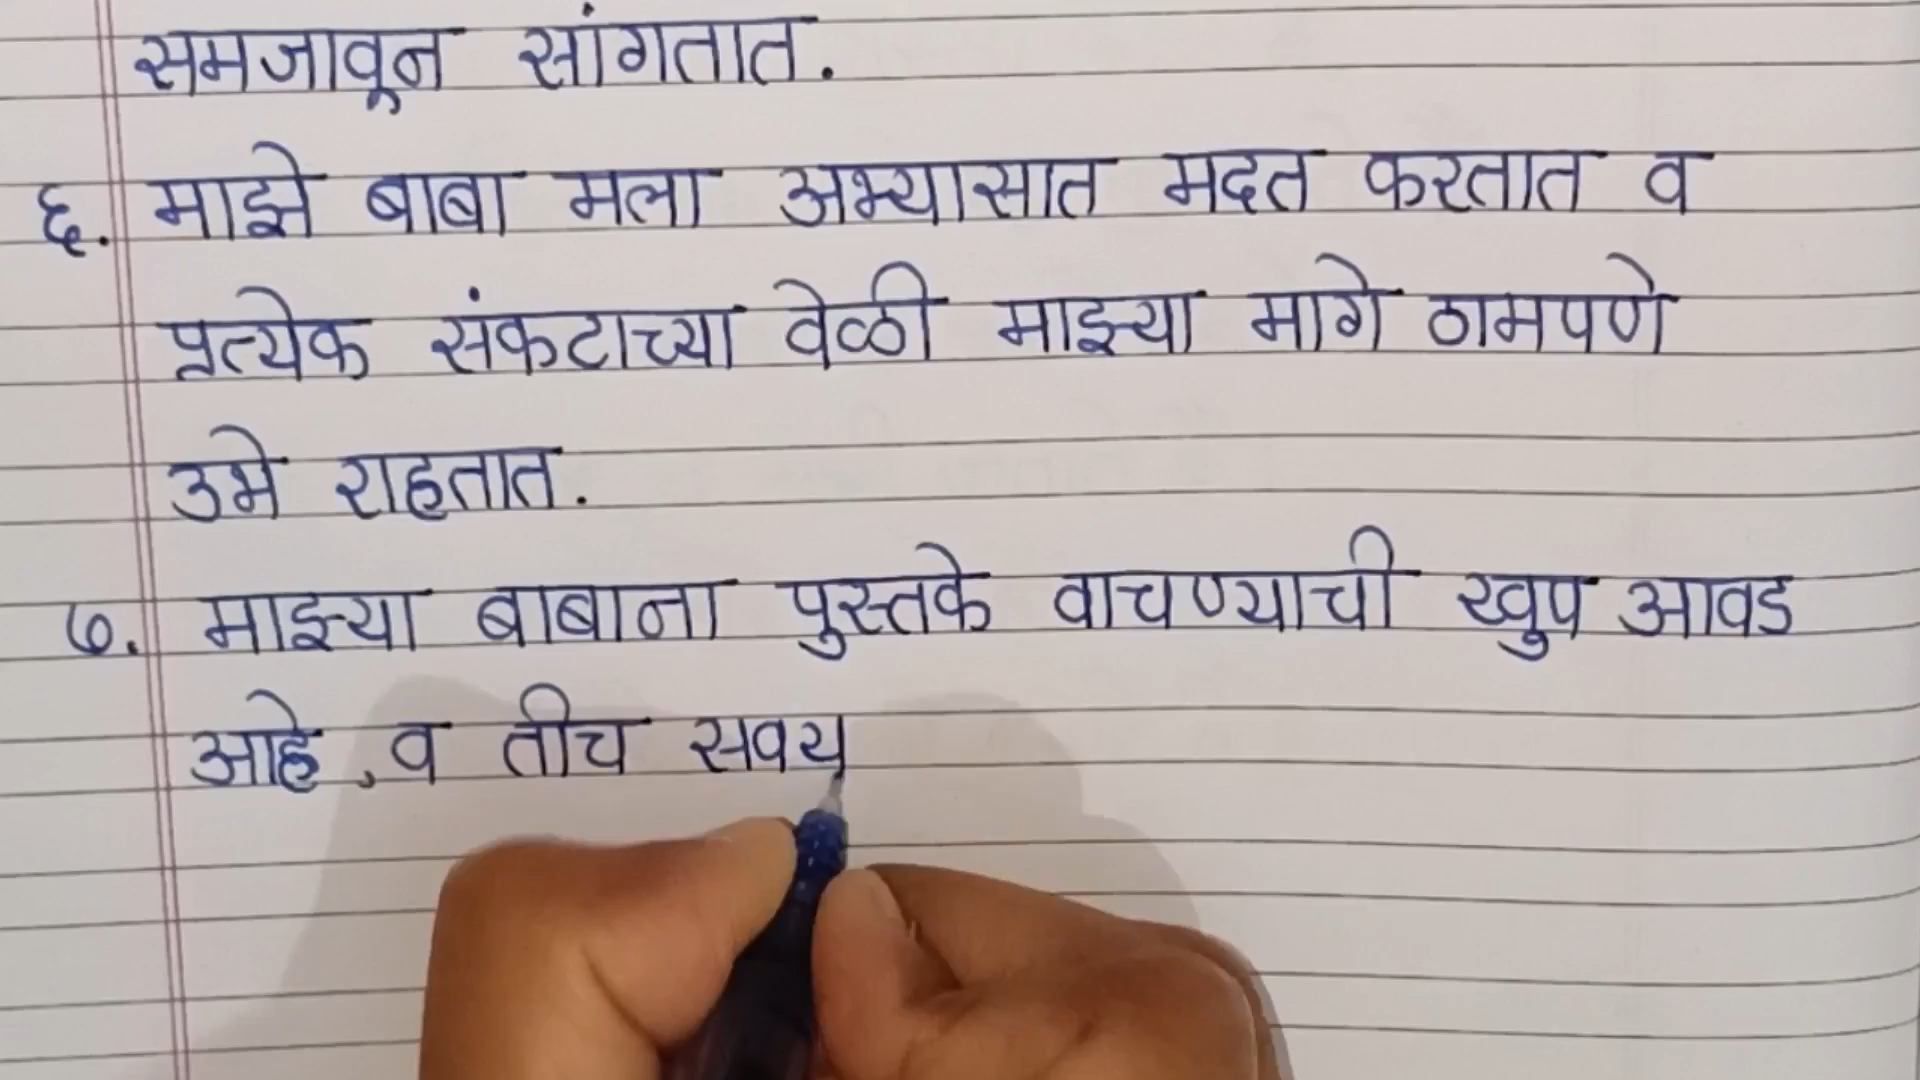 समजावून सांगतात.
६. माझे बाबा मला अभ्यासात मदत करतात व
प्रत्येक संकटाच्या वेळी माझ्या मागे ठामपणे
उभे राहतात.
७. माझ्या बाबाना पुस्तके वाचण्याची खुप आवड
आहे, व तीच सवय